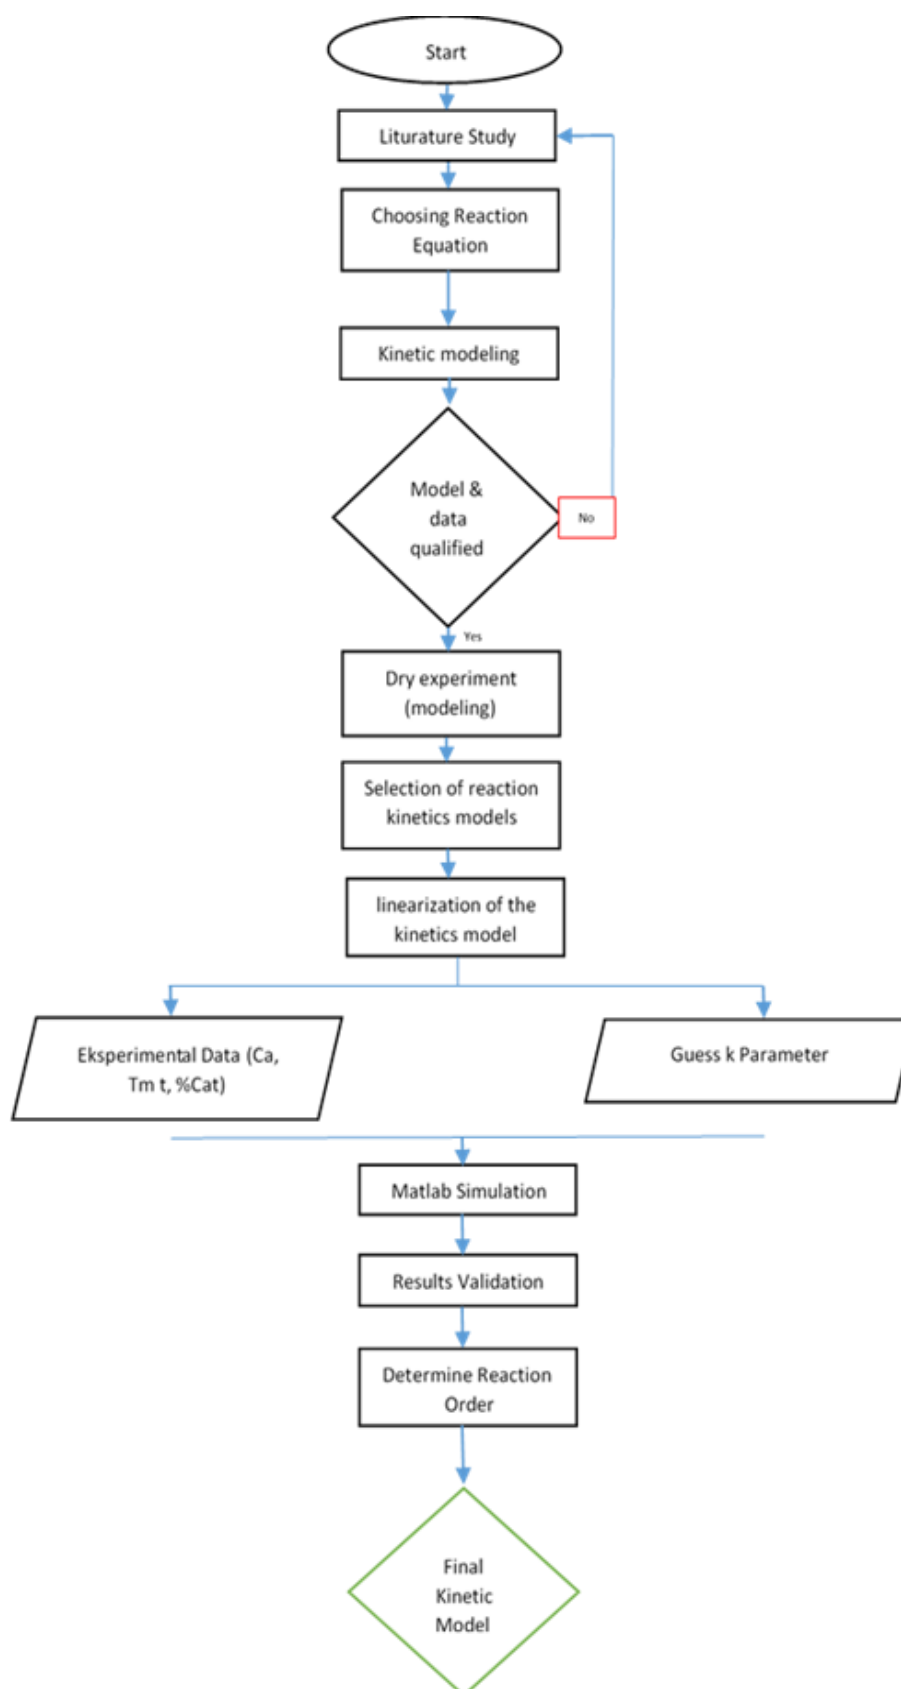 Start
Liturature Study
Choosing Reaction
Equation
Kinetic modeling
Model &
data
qualified
No
Yes
Dry experiment
(modeling)
Selection of reaction
kinetics models
linearization of the
kinetics model
Eksperimental Data (Ca,
Tm t, %Cat)
Guess k Parameter
Matlab Simulation
Results Validation
Determine Reaction
Order
Final
Kinetic
Model